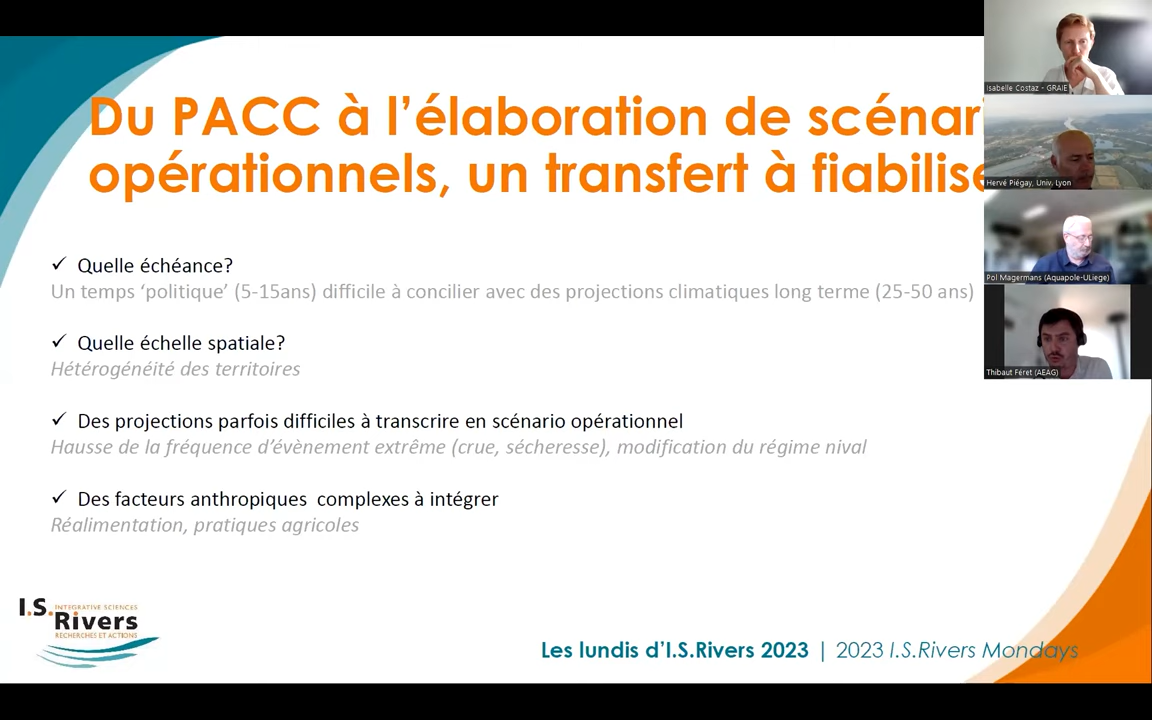 Du PACC à l'élaboration de scénari
opérationnels, un transfert à fiabilise
✓ Quelle échéance?
Un temps 'politique' (5-15ans) difficile à concilier avec des projections climatiques long terme (25-50 ans)
✓ Quelle échelle spatiale?
Hétérogénéité des territoires
✓ Des projections parfois difficiles à transcrire en scénario opérationnel
Hausse de la fréquence d'évènement extrême (crue, sécheresse), modification du régime nival
✓ Des facteurs anthropiques complexes à intégrer
Réalimentation, pratiques agricoles
I.S. INTEGRATIVE SCIENCES
Rivers
RECHERCHES ET ACTIONS
Les lundis d'I.S.Rivers 2023 | 2023 I.S.Rivers Mondays
Isabelle Costaz - GRAIE
Hervé Piégay, Univ. Lyon
Pol Magermans (Aquapole-ULiege)
Thibaut Féret (AEAG)